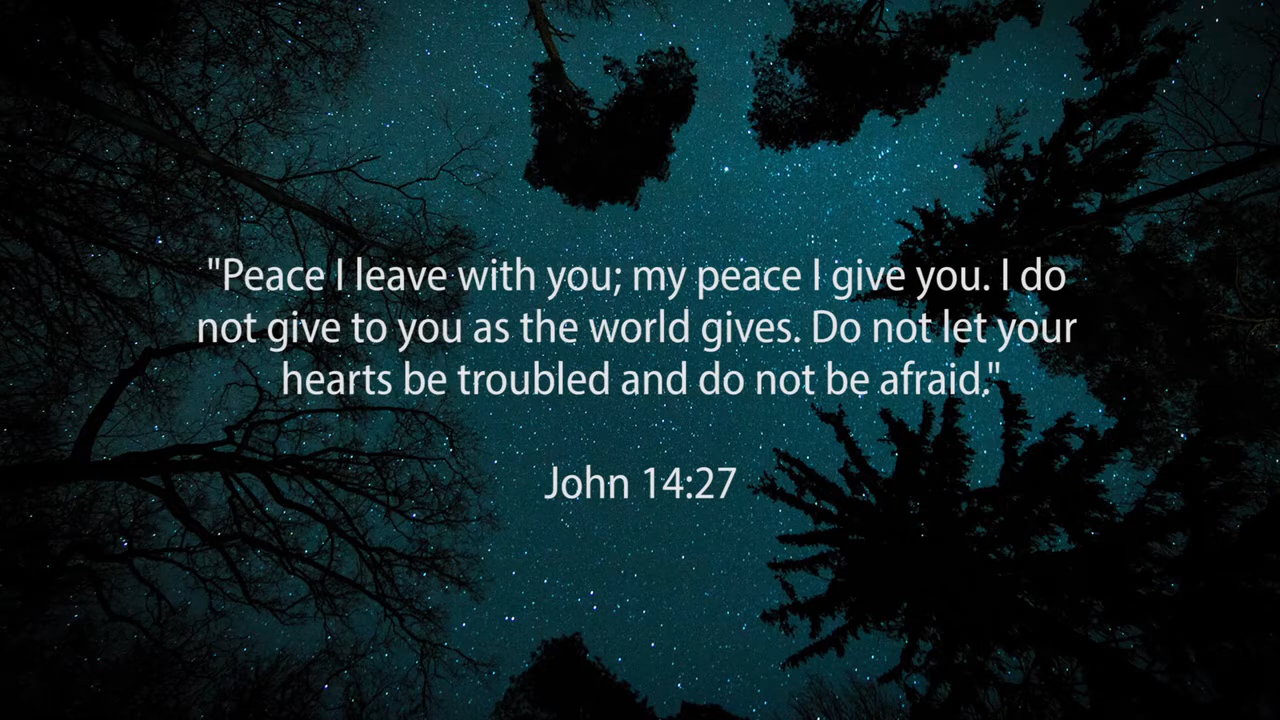 "Peace I leave with you; my peace I give you. I do
not give to you as the world gives. Do not let your
hearts be troubled and do not be afraid."
John 14:27